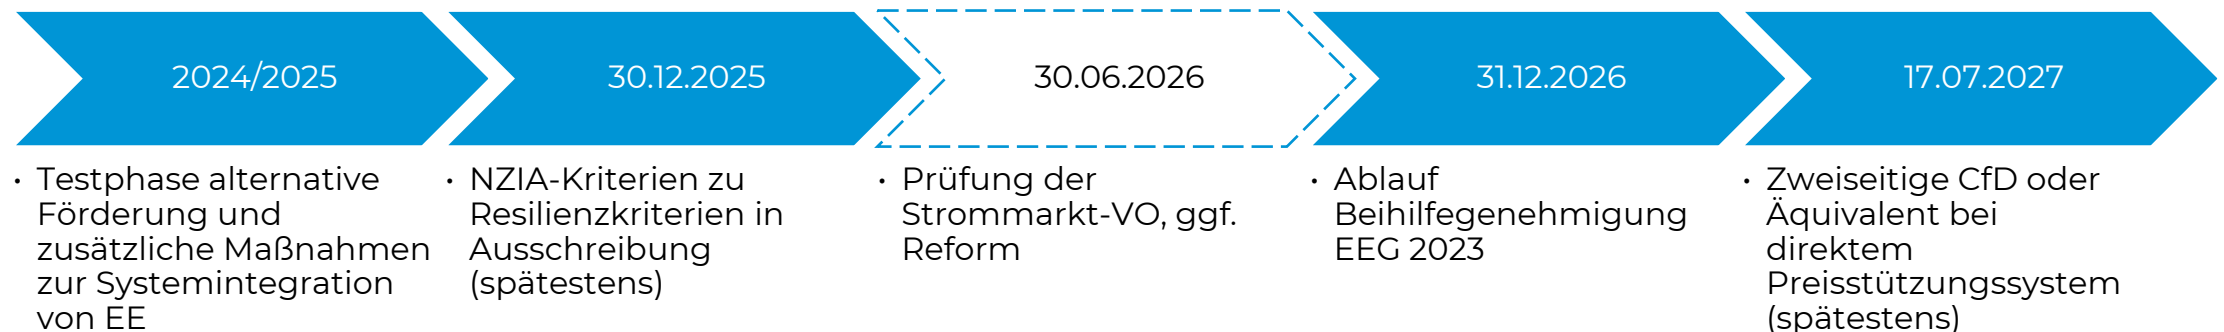 2024/2025
30.12.2025
30.06.2026
31.12.2026
17.07.2027
· Testphase alternative
Förderung und
zusätzliche Maßnahmen
zur Systemintegration
von EE
· NZIA-Kriterien zu
Resilienzkriterien in
Ausschreibung
(spätestens)
· Prüfung der
Strommarkt-VO, ggf.
Reform
· Ablauf
Beihilfegenehmigung
EEG 2023
· Zweiseitige CfD oder
Äquivalent bei
direktem
Preisstützungssystem
(spätestens)